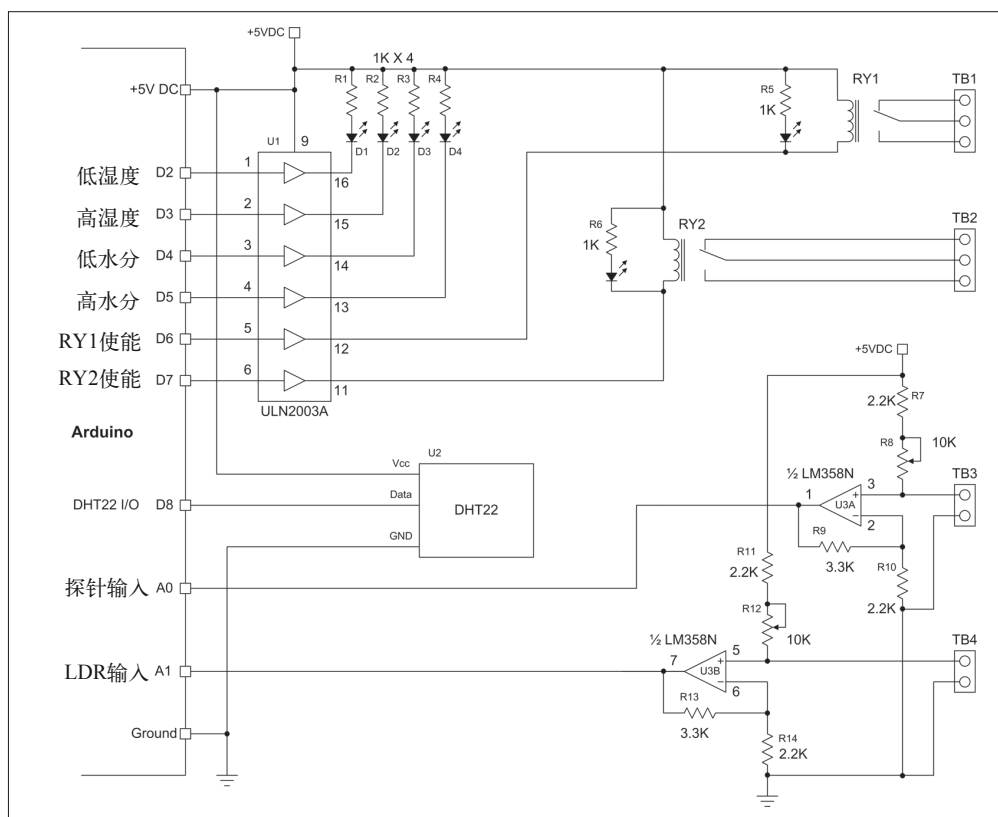 +5VDC
1K X 4
R1 R2 R3 R4
+5V DC
D1 D2 D3 D4
R5
1K
RY1
TB1
U1
9
低湿度 D2 1 16
高湿度 D3 2 15
低水分 D4 3 14
高水分 D5 4 13
RY1使能 D6 5 12
RY2使能 D7 6 11
ULN2003A
R6
1K
RY2
TB2
Arduino
+5VDC
R7
2.2K
R8
10K
U2
Vcc
Data
GND
DHT22
DHT22 I/O D8
½ LM358N
1
3
2
U3A
TB3
R9
3.3K
R10
2.2K
R11
2.2K
R12
10K
探针输入 A0
½ LM358N
7
5
6
U3B
TB4
LDR输入 A1
R13
3.3K
R14
2.2K
Ground